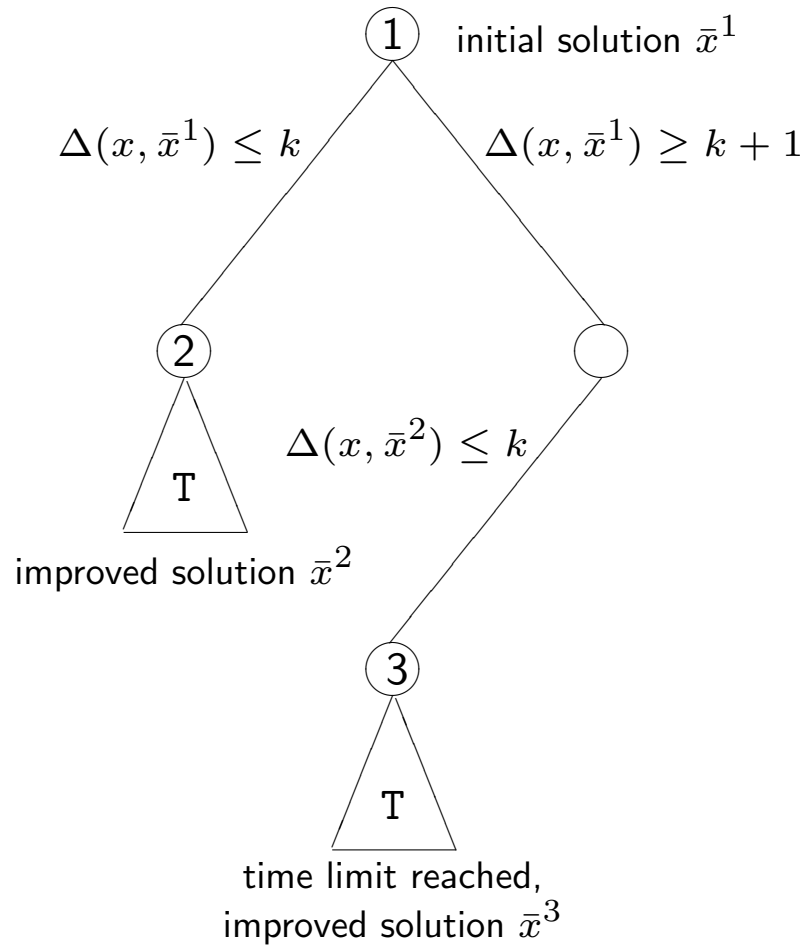 1 initial solution x̄¹
Δ(x, x̄¹) ≤ k Δ(x, x̄¹) ≥ k + 1
2
Δ(x, x̄²) ≤ k
T
improved solution x̄²
3
T
time limit reached,
improved solution x̄³